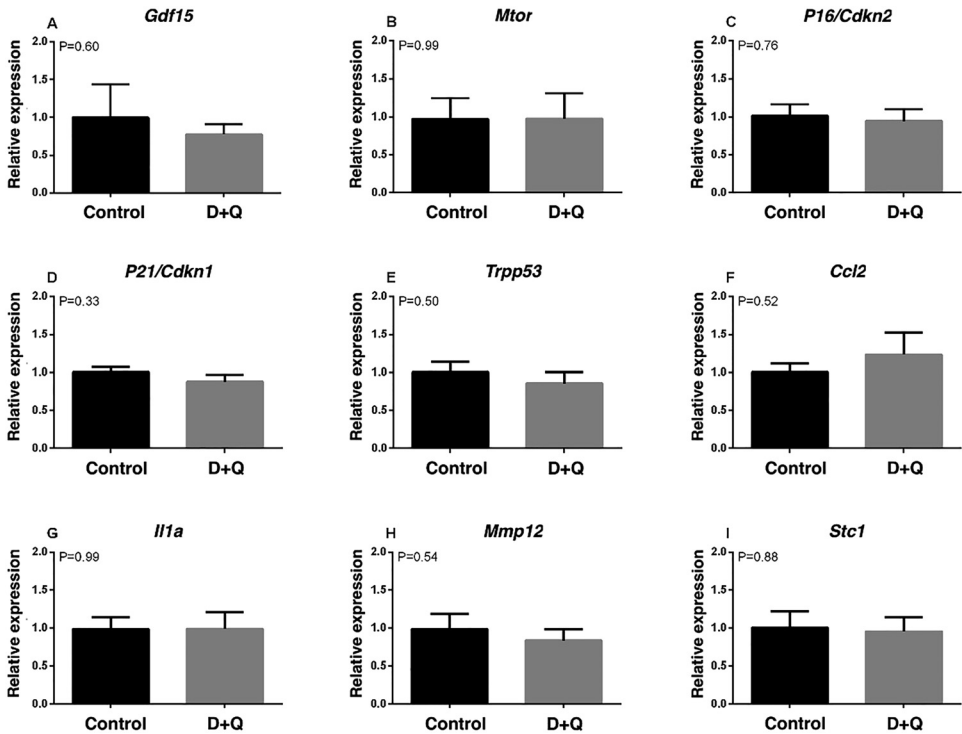 A Gdf15
P=0.60
Relative expression
2.0
1.5
1.0
0.5
0.0
Control D+Q
B Mtor
P=0.99
Relative expression
2.0
1.5
1.0
0.5
0.0
Control D+Q
C P16/Cdkn2
P=0.76
Relative expression
2.0
1.5
1.0
0.5
0.0
Control D+Q
D P21/Cdkn1
P=0.33
Relative expression
2.0
1.5
1.0
0.5
0.0
Control D+Q
E Trpp53
P=0.50
Relative expression
2.0
1.5
1.0
0.5
0.0
Control D+Q
F Ccl2
P=0.52
Relative expression
2.0
1.5
1.0
0.5
0.0
Control D+Q
G Il1a
P=0.99
Relative expression
2.0
1.5
1.0
0.5
0.0
Control D+Q
H Mmp12
P=0.54
Relative expression
2.0
1.5
1.0
0.5
0.0
Control D+Q
I Stc1
P=0.88
Relative expression
2.0
1.5
1.0
0.5
0.0
Control D+Q